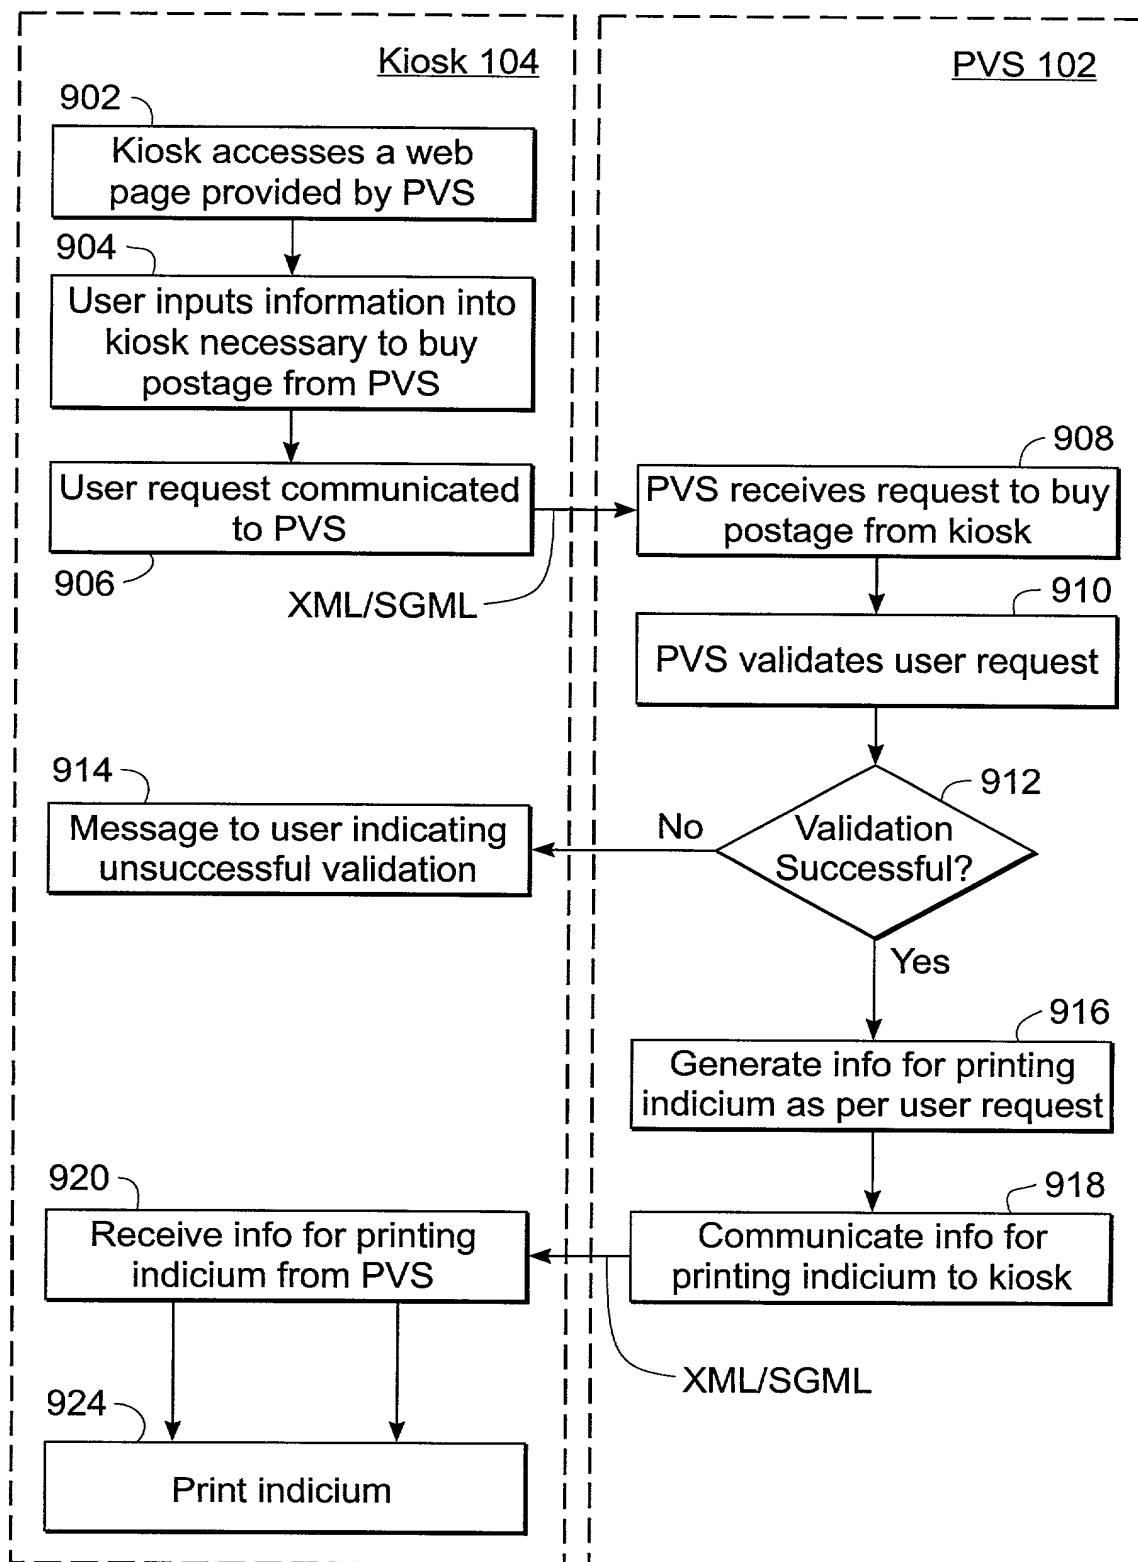 Kiosk 104
PVS 102
902
Kiosk accesses a web
page provided by PVS
904
User inputs information into
kiosk necessary to buy
postage from PVS
User request communicated
to PVS
906
XML/SGML
908
PVS receives request to buy
postage from kiosk
910
PVS validates user request
912
Validation
Successful?
No
914
Message to user indicating
unsuccessful validation
Yes
916
Generate info for printing
indicium as per user request
918
Communicate info for
printing indicium to kiosk
920
Receive info for printing
indicium from PVS
XML/SGML
924
Print indicium